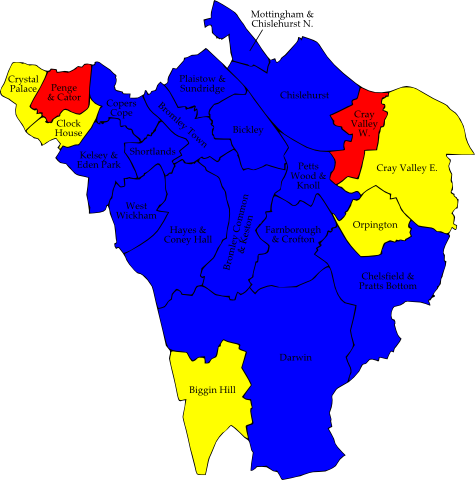 Mottingham &
Chislehurst N.
Crystal
Palace
Penge
& Cator
Clock
House
Copers
Cope
Kelsey &
Eden Park
Shortlands
Bromley Town
Plaistow &
Sundridge
Bickley
Chislehurst
Cray
Valley
W.
Cray Valley E.
Petts
Wood &
Knoll
Orpington
West
Wickham
Hayes &
Coney Hall
Bromley Common
& Keston
Farnborough
& Crofton
Chelsfield &
Pratts Bottom
Darwin
Biggin Hill